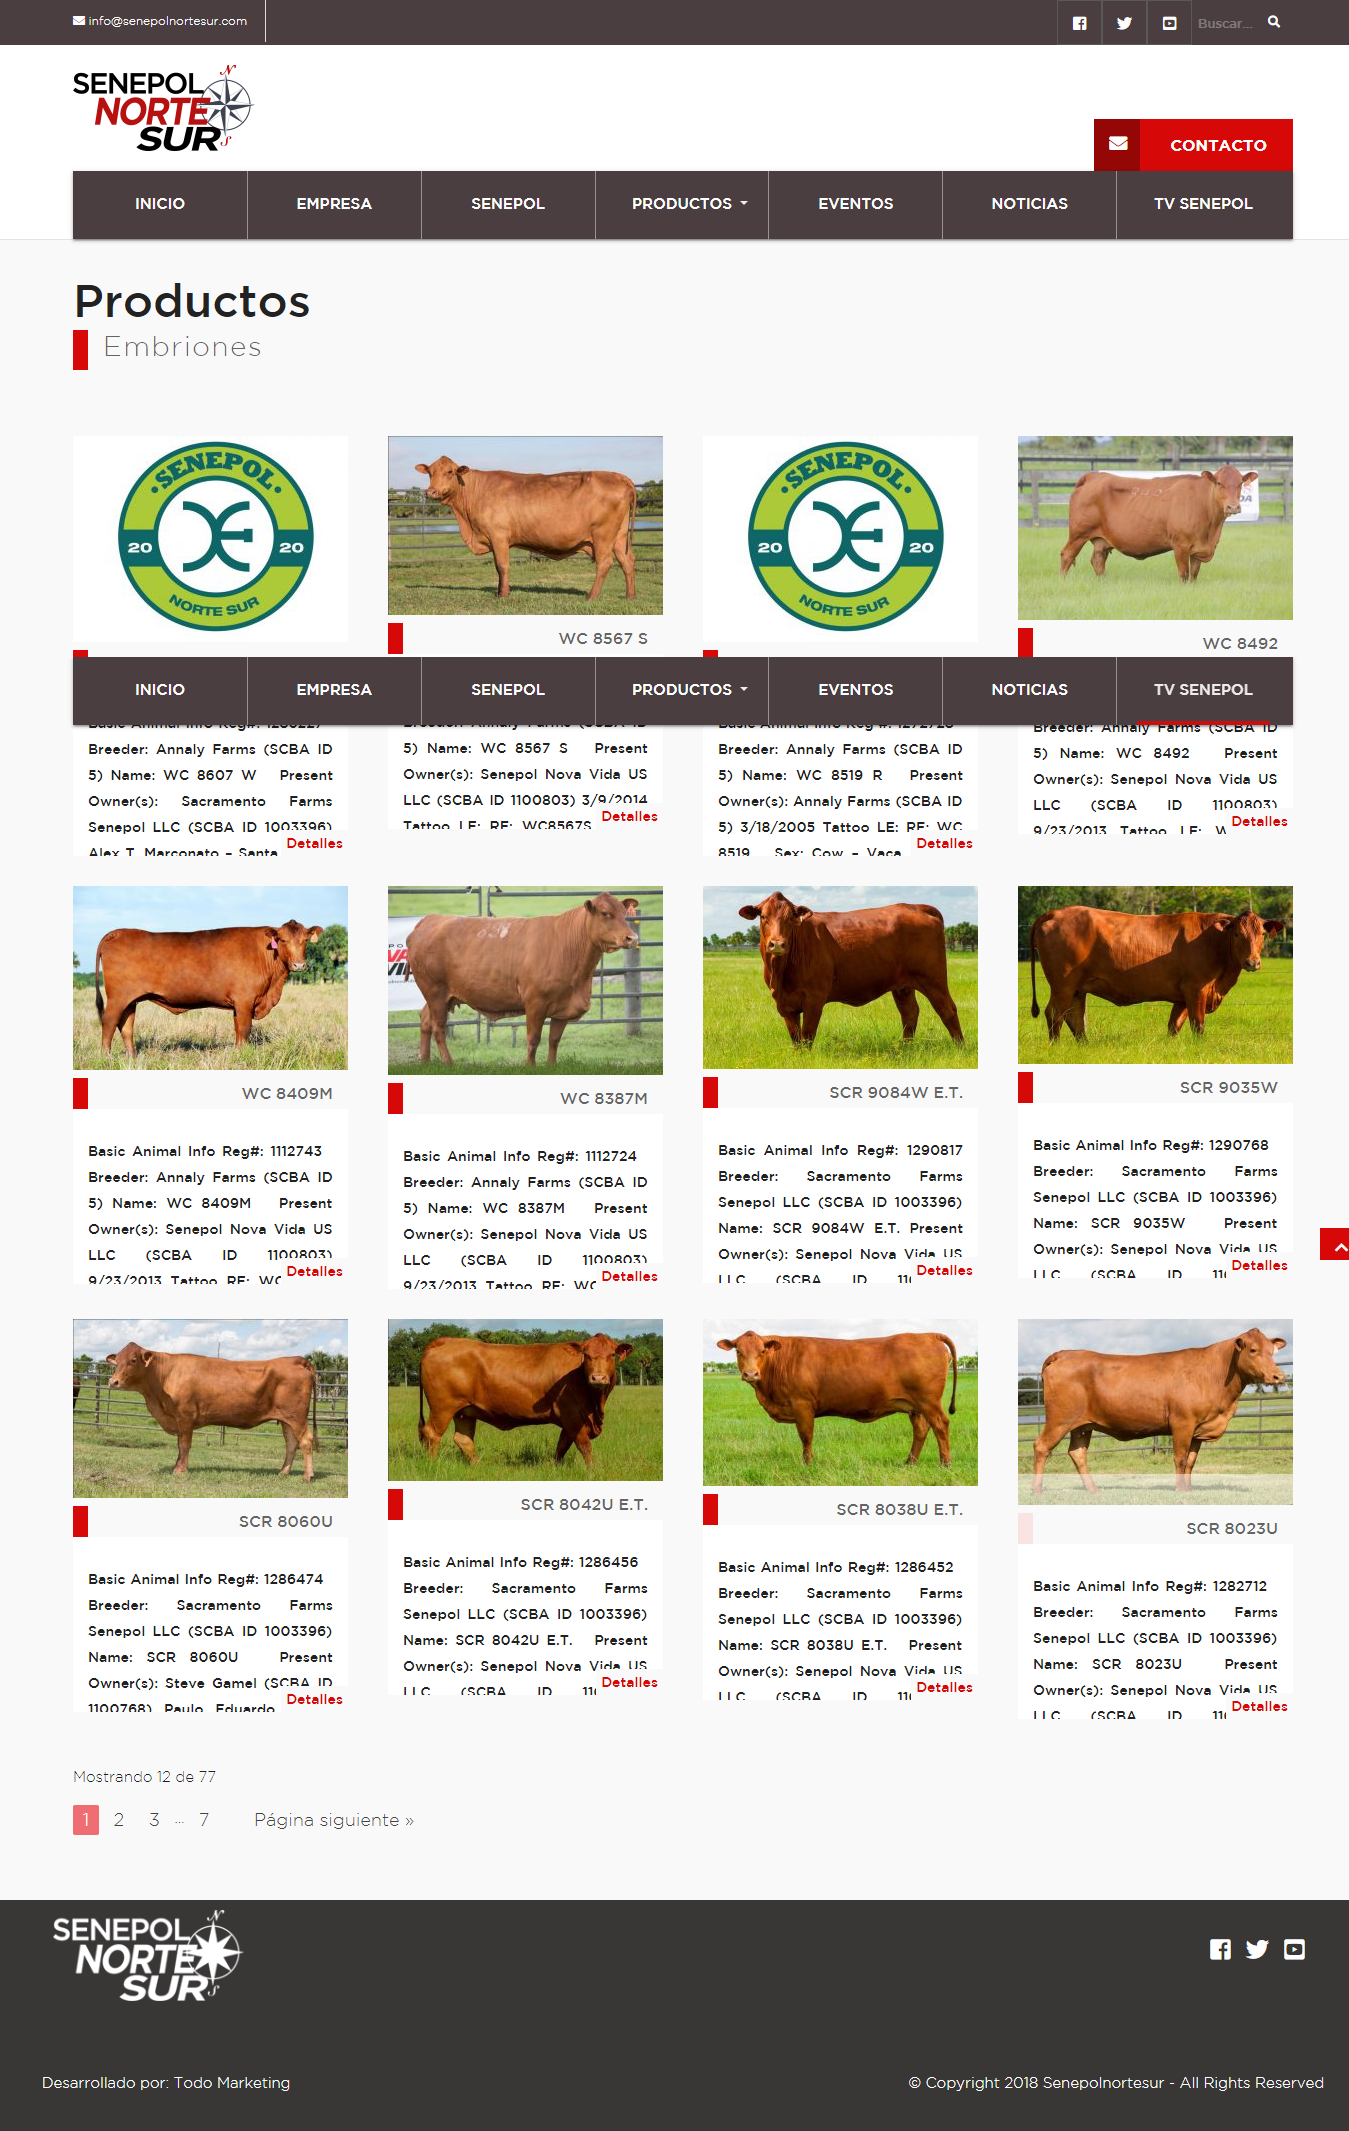 info@senepolnortesur.com
Buscar...
SENEPOL
NORTE
SUR
N
S
CONTACTO
INICIO
EMPRESA
SENEPOL
PRODUCTOS
EVENTOS
NOTICIAS
TV SENEPOL
Productos
Embriones
·SENEPOL·
20 20
NORTE SUR
WC 8567 S
·SENEPOL·
20 20
NORTE SUR
WC 8492
INICIO
EMPRESA
SENEPOL
PRODUCTOS
EVENTOS
NOTICIAS
TV SENEPOL
Breeder: Annaly Farms (SCBA ID
5) Name: WC 8607 W Present
Owner(s): Sacramento Farms
Senepol LLC (SCBA ID 1003396)
Alex T. Marconato – Santa
Detalles
Breeder: Annaly Farms (SCBA ID
5) Name: WC 8567 S Present
Owner(s): Senepol Nova Vida US
LLC (SCBA ID 1100803) 3/9/2014
Tattoo LE: RE: WC8567S
Detalles
Breeder: Annaly Farms (SCBA ID
5) Name: WC 8519 R Present
Owner(s): Annaly Farms (SCBA ID
5) 3/18/2005 Tattoo LE: RE: WC
8519 Sex: Cow – Vaca
Detalles
Breeder: Annaly Farms (SCBA ID
5) Name: WC 8492 Present
Owner(s): Senepol Nova Vida US
LLC (SCBA ID 1100803)
9/23/2013 Tattoo LE: W
Detalles
WC 8409M
Basic Animal Info Reg#: 1112743
Breeder: Annaly Farms (SCBA ID
5) Name: WC 8409M Present
Owner(s): Senepol Nova Vida US
LLC (SCBA ID 1100803)
9/23/2013 Tattoo RE: WC
Detalles
WC 8387M
Basic Animal Info Reg#: 1112724
Breeder: Annaly Farms (SCBA ID
5) Name: WC 8387M Present
Owner(s): Senepol Nova Vida US
LLC (SCBA ID 1100803)
9/23/2013 Tattoo RE: WC
Detalles
SCR 9084W E.T.
Basic Animal Info Reg#: 1290817
Breeder: Sacramento Farms
Senepol LLC (SCBA ID 1003396)
Name: SCR 9084W E.T. Present
Owner(s): Senepol Nova Vida US
LLC (SCBA ID 110
Detalles
SCR 9035W
Basic Animal Info Reg#: 1290768
Breeder: Sacramento Farms
Senepol LLC (SCBA ID 1003396)
Name: SCR 9035W Present
Owner(s): Senepol Nova Vida US
LLC (SCBA ID 110
Detalles
SCR 8060U
Basic Animal Info Reg#: 1286474
Breeder: Sacramento Farms
Senepol LLC (SCBA ID 1003396)
Name: SCR 8060U Present
Owner(s): Steve Gamel (SCBA ID
1100768) Paulo Eduardo
Detalles
SCR 8042U E.T.
Basic Animal Info Reg#: 1286456
Breeder: Sacramento Farms
Senepol LLC (SCBA ID 1003396)
Name: SCR 8042U E.T. Present
Owner(s): Senepol Nova Vida US
LLC (SCBA ID 110
Detalles
SCR 8038U E.T.
Basic Animal Info Reg#: 1286452
Breeder: Sacramento Farms
Senepol LLC (SCBA ID 1003396)
Name: SCR 8038U E.T. Present
Owner(s): Senepol Nova Vida US
LLC (SCBA ID 110
Detalles
SCR 8023U
Basic Animal Info Reg#: 1282712
Breeder: Sacramento Farms
Senepol LLC (SCBA ID 1003396)
Name: SCR 8023U Present
Owner(s): Senepol Nova Vida US
LLC (SCBA ID 110
Detalles
Mostrando 12 de 77
1 2 3 ... 7 Página siguiente »
SENEPOL
NORTE
SUR
N
S
Desarrollado por: Todo Marketing
© Copyright 2018 Senepolnortesur - All Rights Reserved